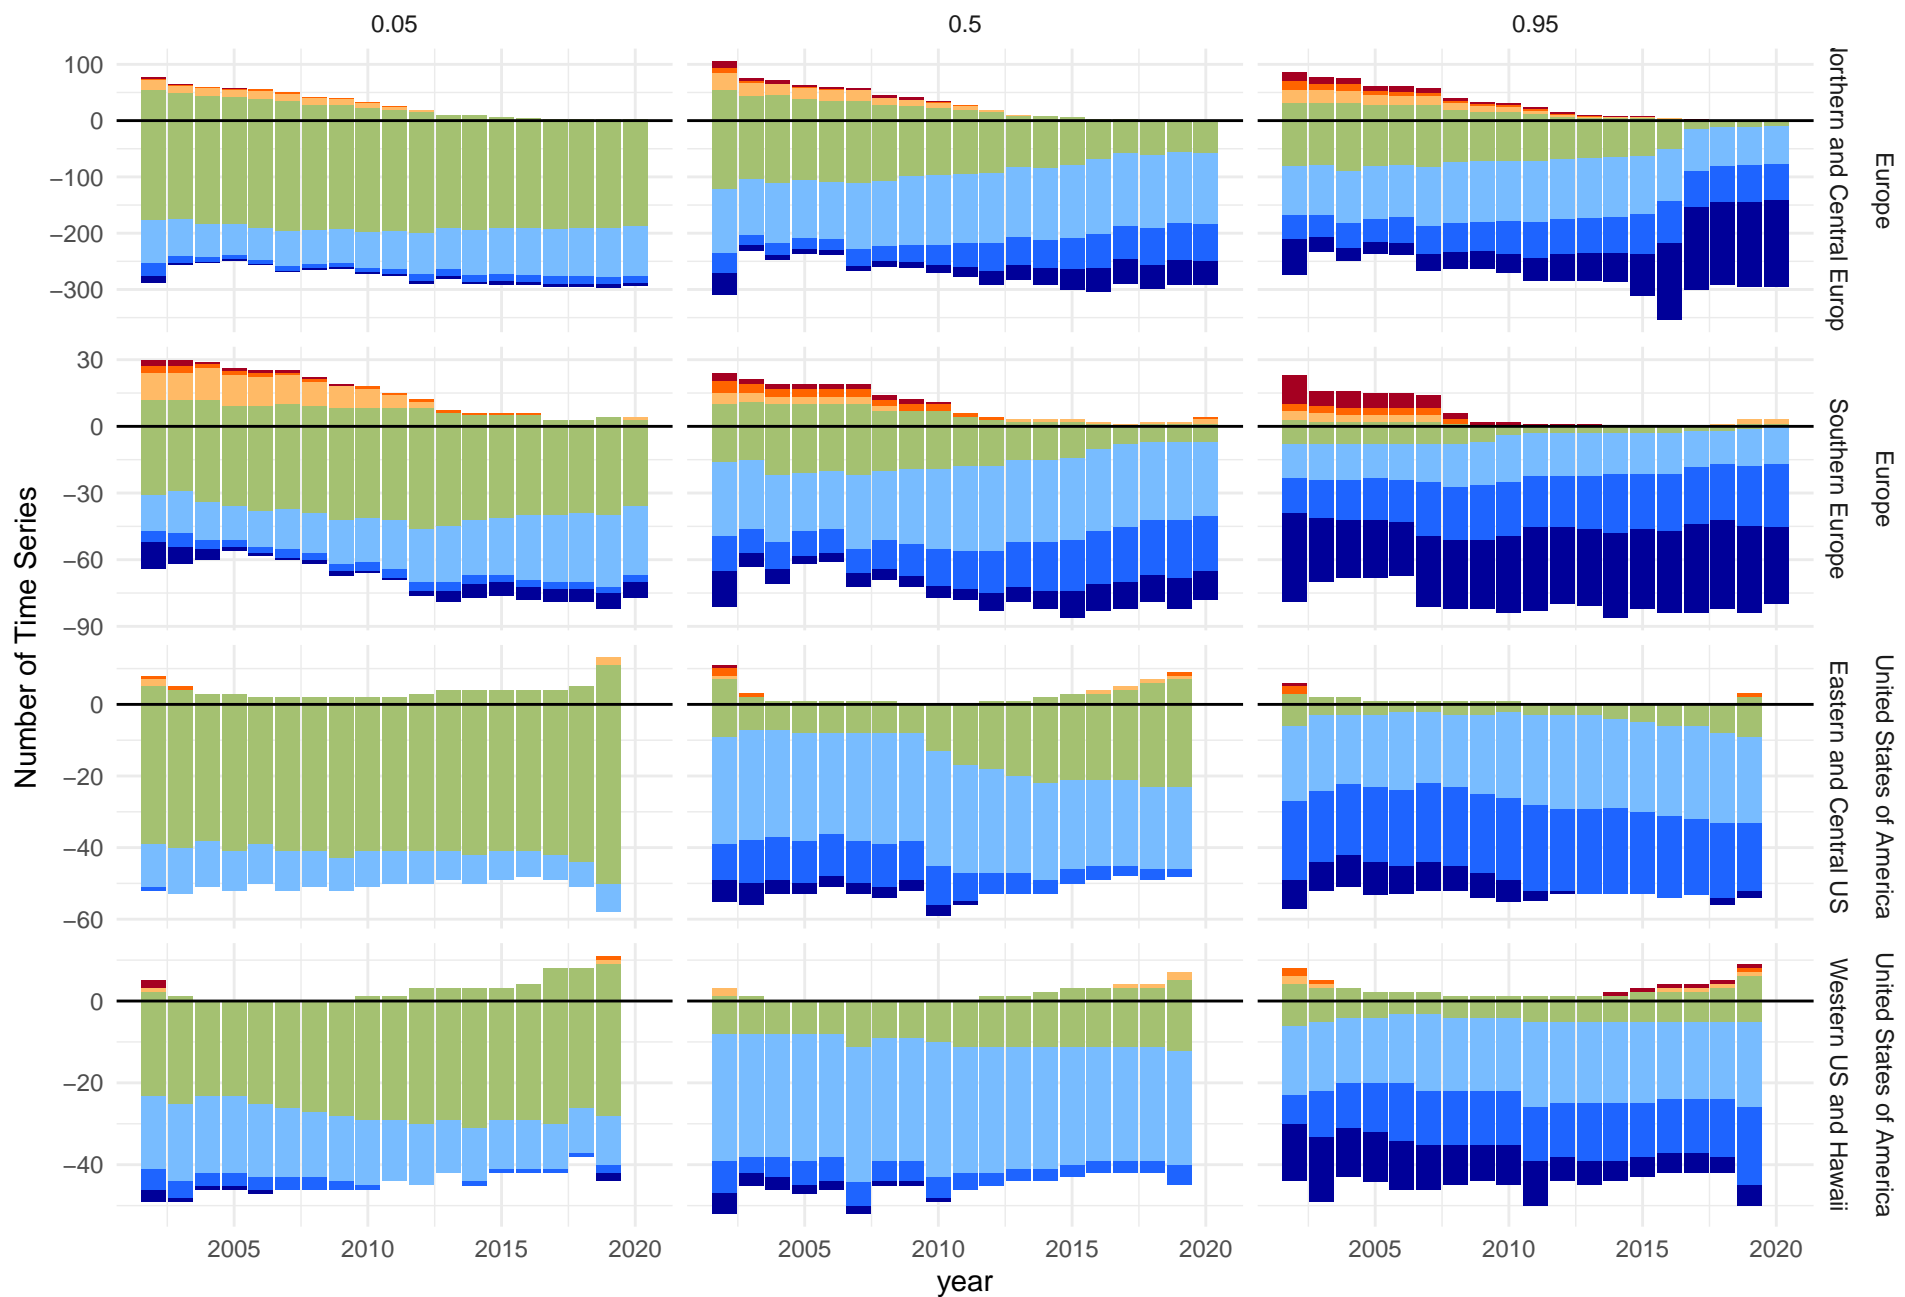 0.05 0.5 0.95
100
0
−100
−200
−300
Northern and Central Europ
Europe
30
0
−30
−60
−90
Southern Europe
Europe
0
−20
−40
−60
Eastern and Central US
United States of America
0
−20
−40
Western US and Hawaii
United States of America
Number of Time Series
2005 2010 2015 2020 2005 2010 2015 2020 2005 2010 2015 2020
year